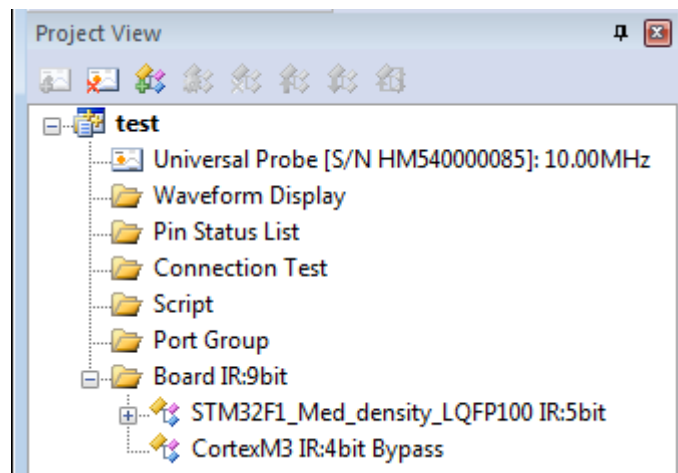 Project View
test
Universal Probe [S/N HM540000085]: 10.00MHz
Waveform Display
Pin Status List
Connection Test
Script
Port Group
Board IR:9bit
STM32F1_Med_density_LQFP100 IR:5bit
CortexM3 IR:4bit Bypass